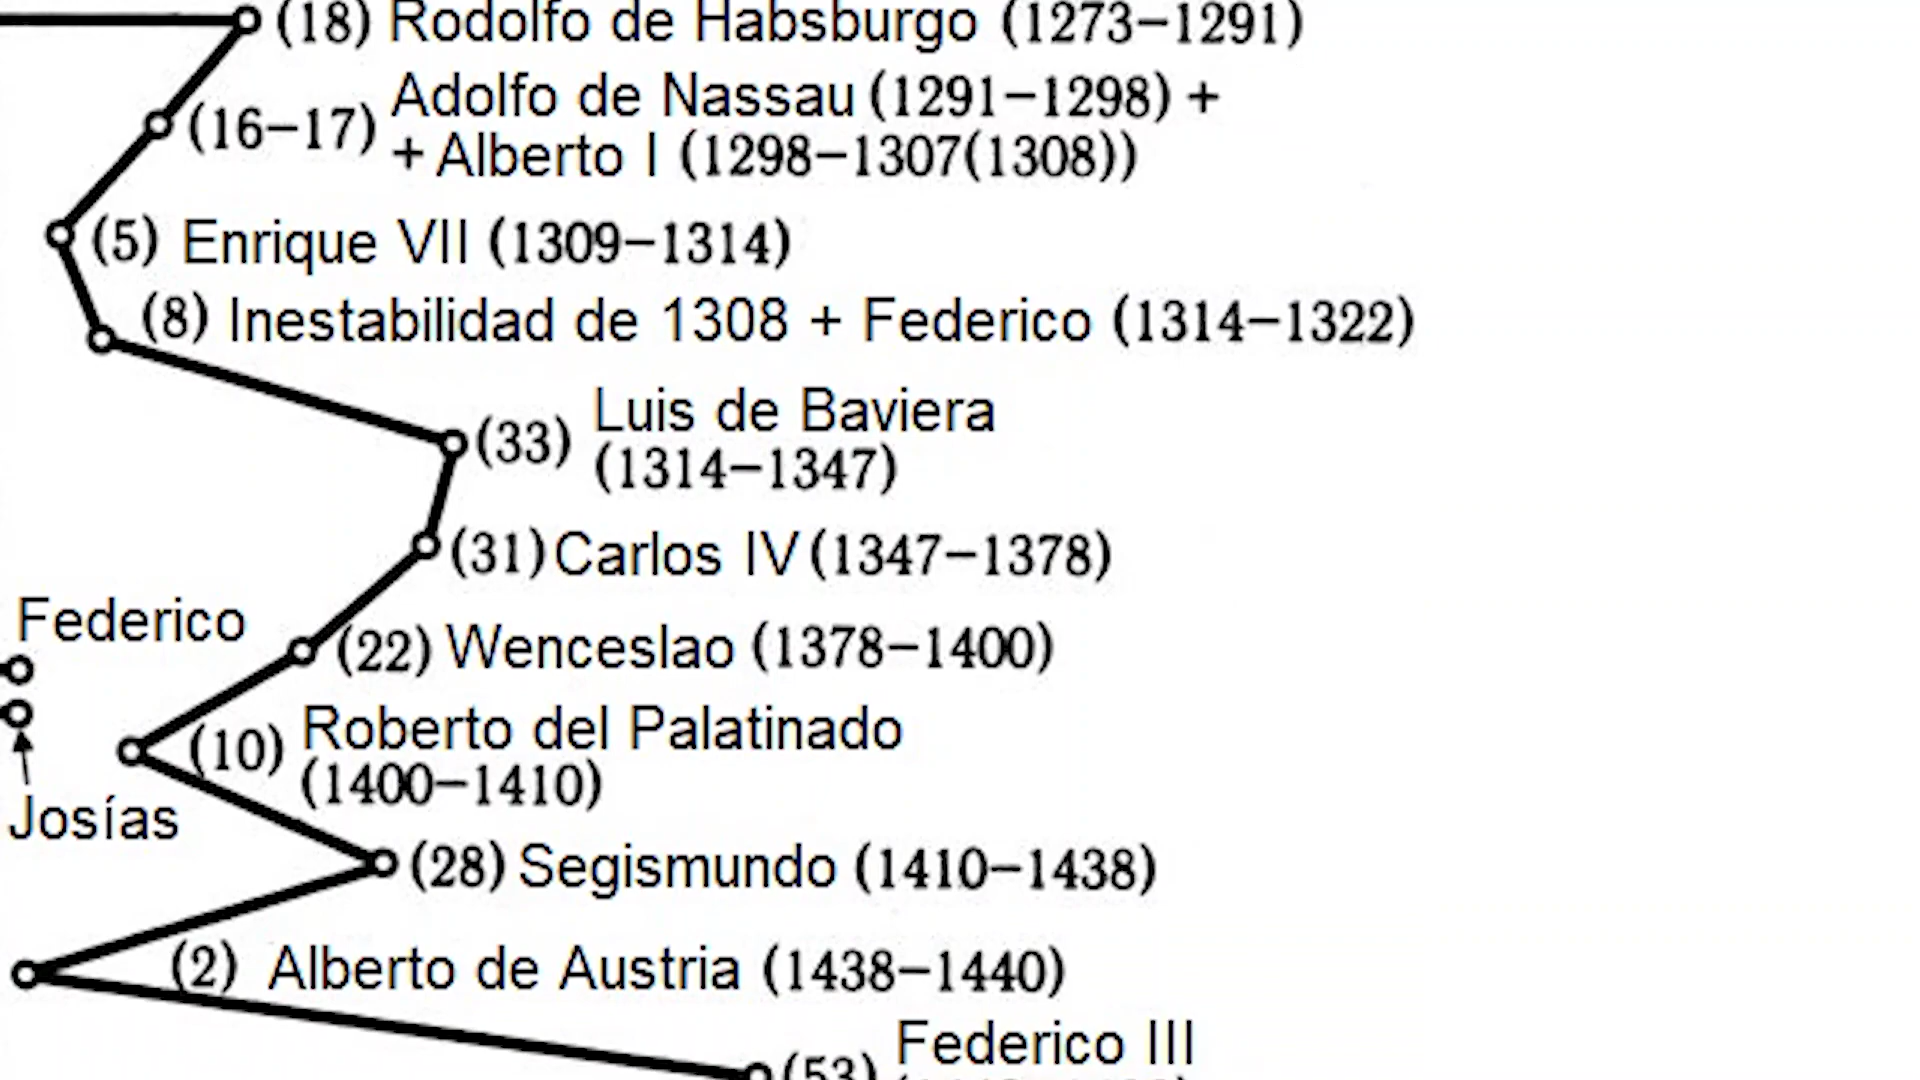 (18) Rodolfo de Habsburgo (1273–1291)
(16–17) Adolfo de Nassau (1291–1298) +
+ Alberto I (1298–1307(1308))
(5) Enrique VII (1309–1314)
(8) Inestabilidad de 1308 + Federico (1314–1322)
(33) Luis de Baviera
(1314–1347)
(31) Carlos IV (1347–1378)
Federico
(22) Wenceslao (1378–1400)
(10) Roberto del Palatinado
(1400–1410)
Josías
(28) Segismundo (1410–1438)
(2) Alberto de Austria (1438–1440)
(53) Federico III